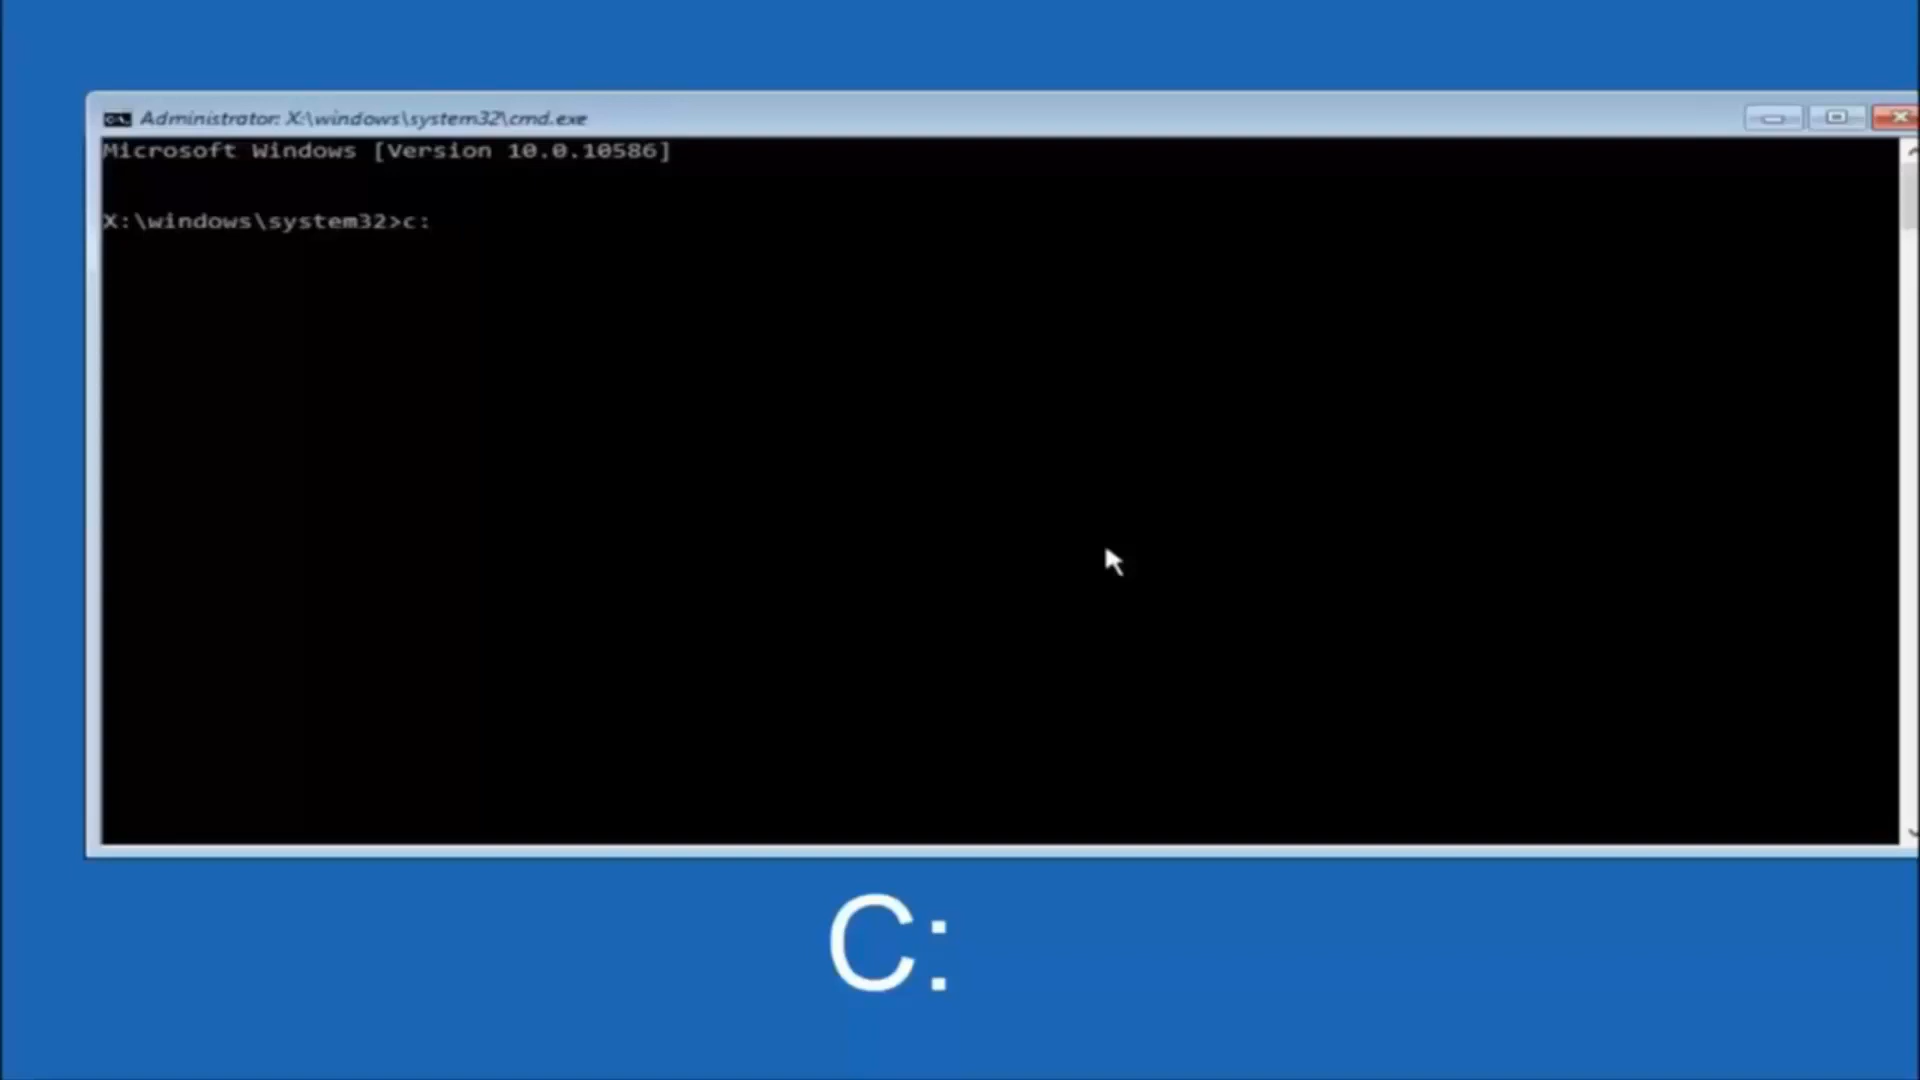 Administrator: X:\windows\system32\cmd.exe
Microsoft Windows [Version 10.0.10586]
X:\windows\system32>c:
C: